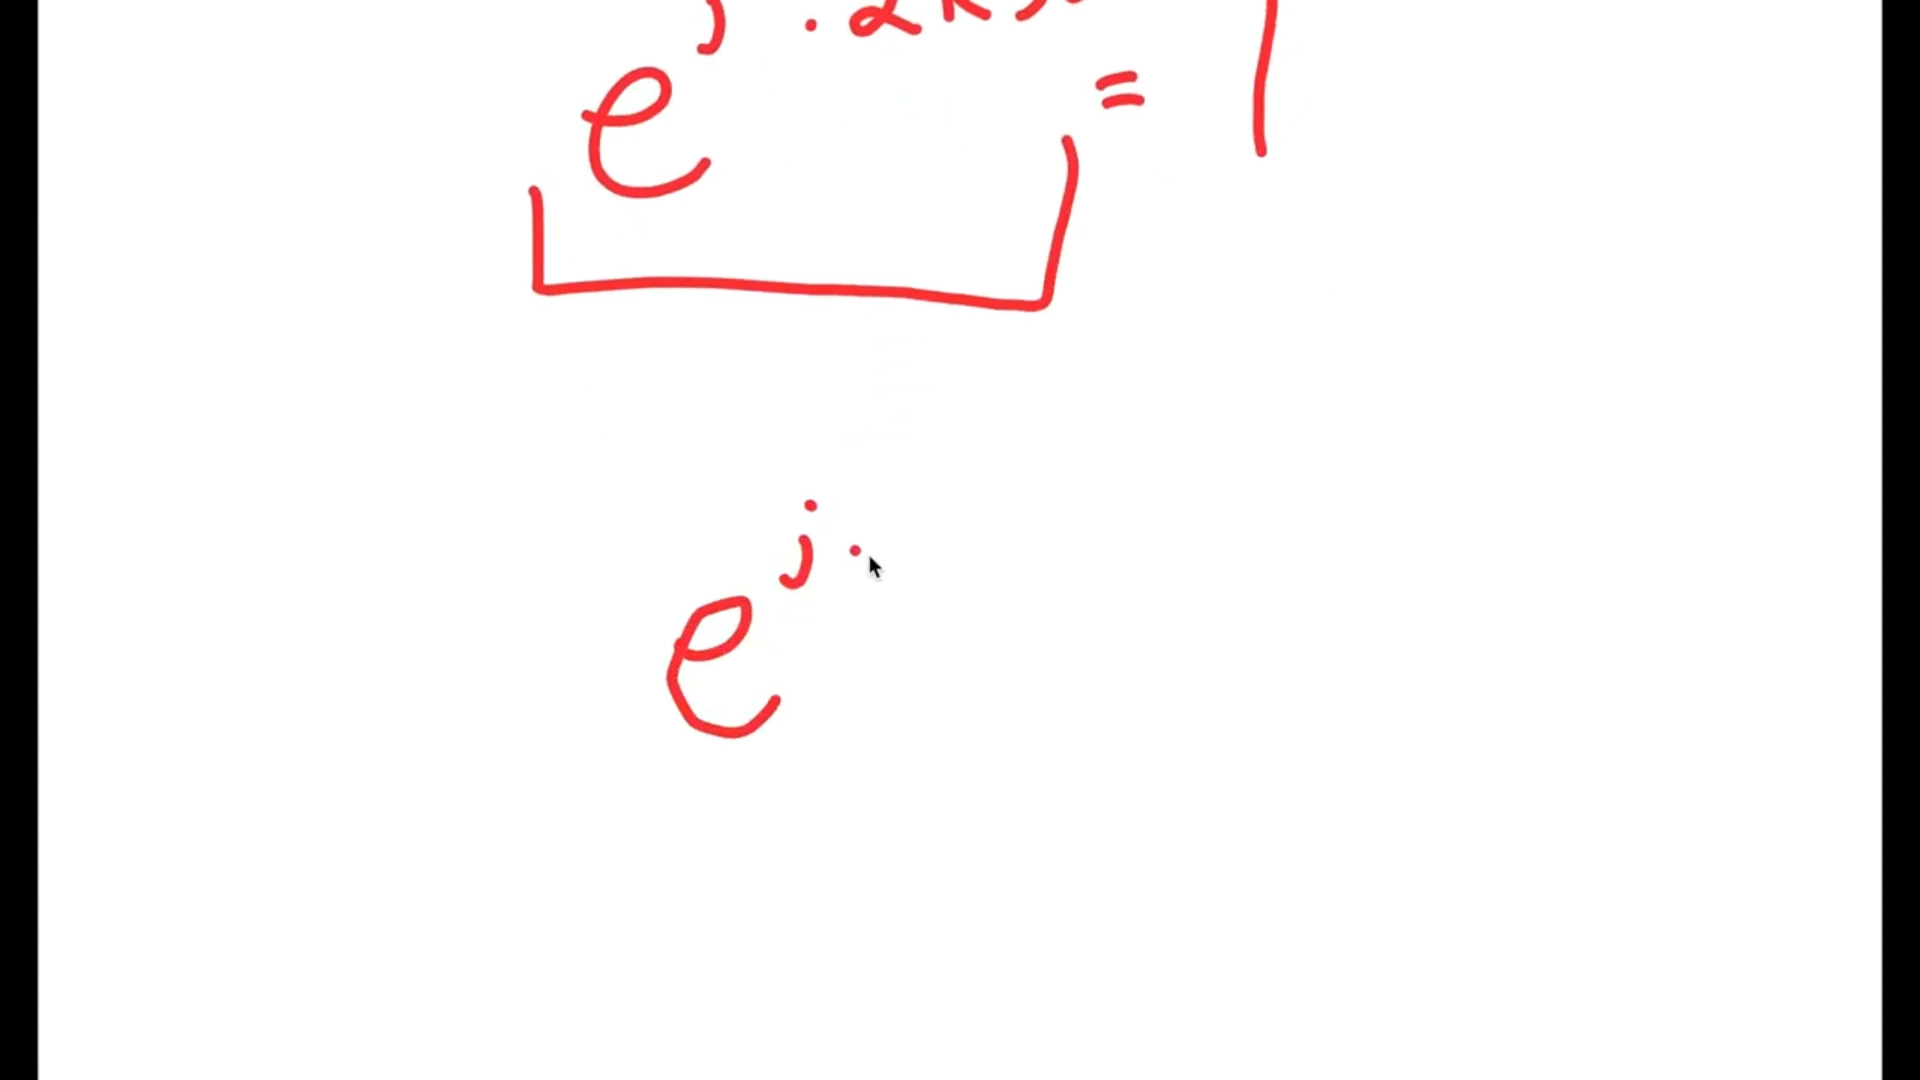 e^{j · 2kπ} = 1
e^{j ·}